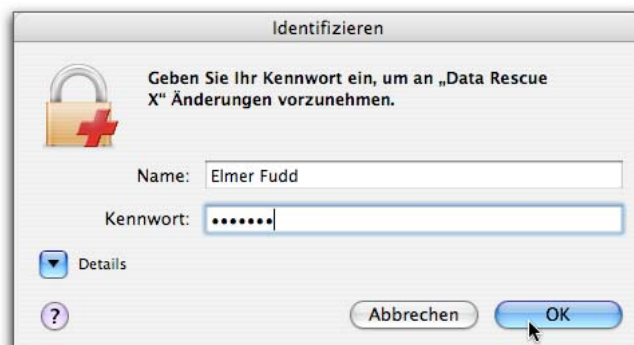 Identifizieren
Geben Sie Ihr Kennwort ein, um an „Data Rescue
X“ Änderungen vorzunehmen.
Name: Elmer Fudd
Kennwort: •••••••
Details
? Abbrechen OK